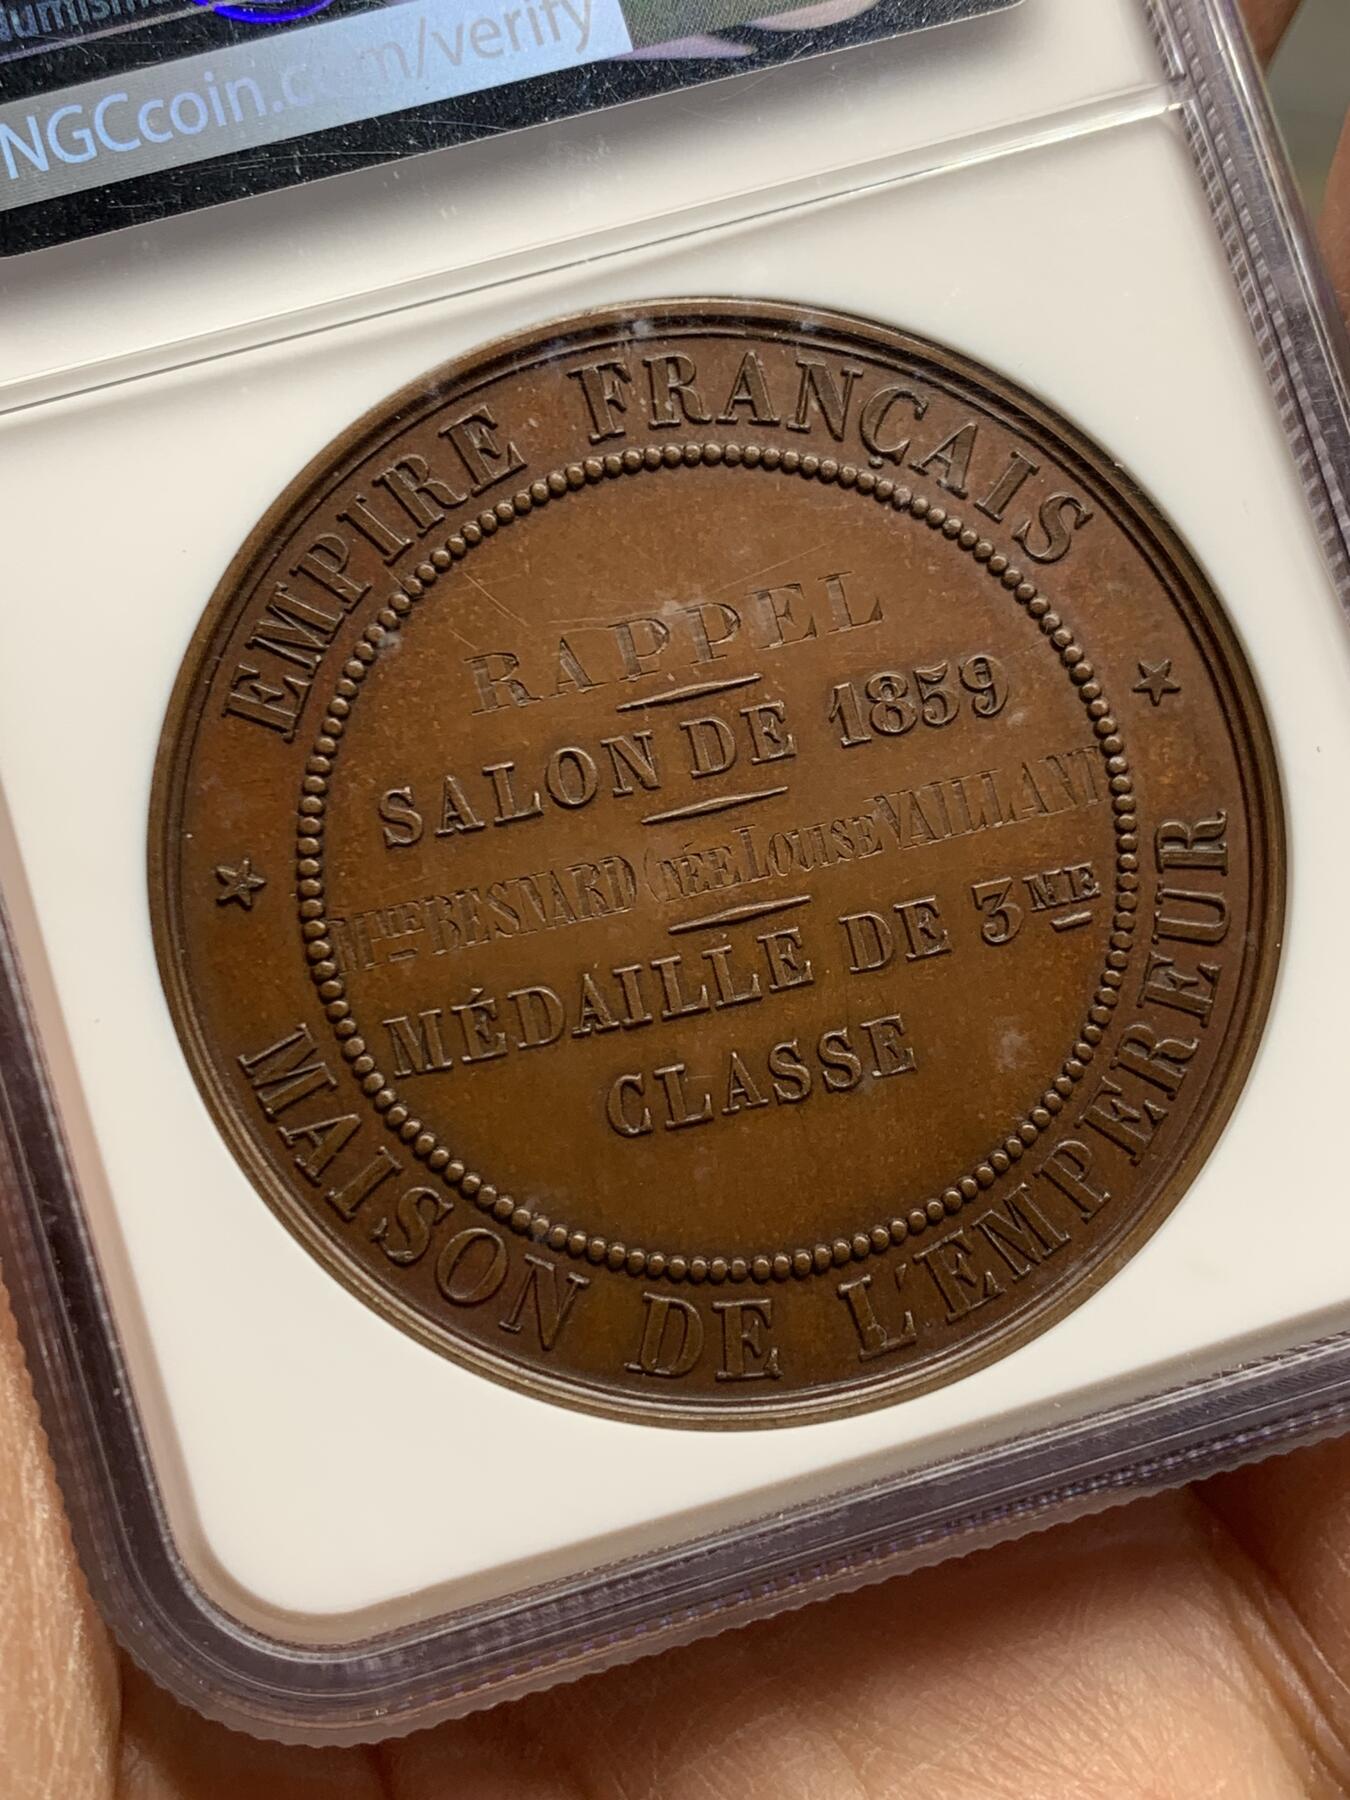 NGCcoin.com/verify
EMPIRE FRANÇAIS
RAPPEL
SALON DE 1859
MME BESNARD (NÉE LOUISE VAILLANT
MÉDAILLE DE 3ME
CLASSE
MAISON DE L'EMPEREUR